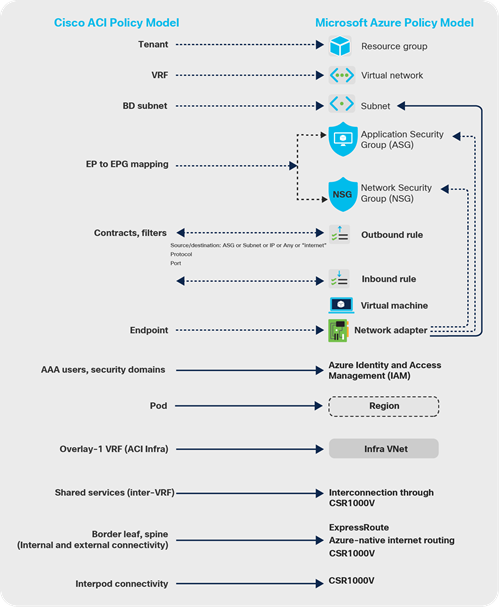 Cisco ACI Policy Model
Microsoft Azure Policy Model
Tenant
Resource group
VRF
Virtual network
BD subnet
Subnet
Application Security
Group (ASG)
EP to EPG mapping
NSG
Network Security
Group (NSG)
Contracts, filters
Outbound rule
Source/destination: ASG or Subnet or IP or Any or "Internet"
Protocol
Port
Inbound rule
Virtual machine
Endpoint
Network adapter
AAA users, security domains
Azure Identity and Access
Management (IAM)
Pod
Region
Overlay-1 VRF (ACI Infra)
Infra VNet
Shared services (inter-VRF)
Interconnection through
CSR1000V
Border leaf, spine
(Internal and external connectivity)
ExpressRoute
Azure-native internet routing
CSR1000V
Interpod connectivity
CSR1000V